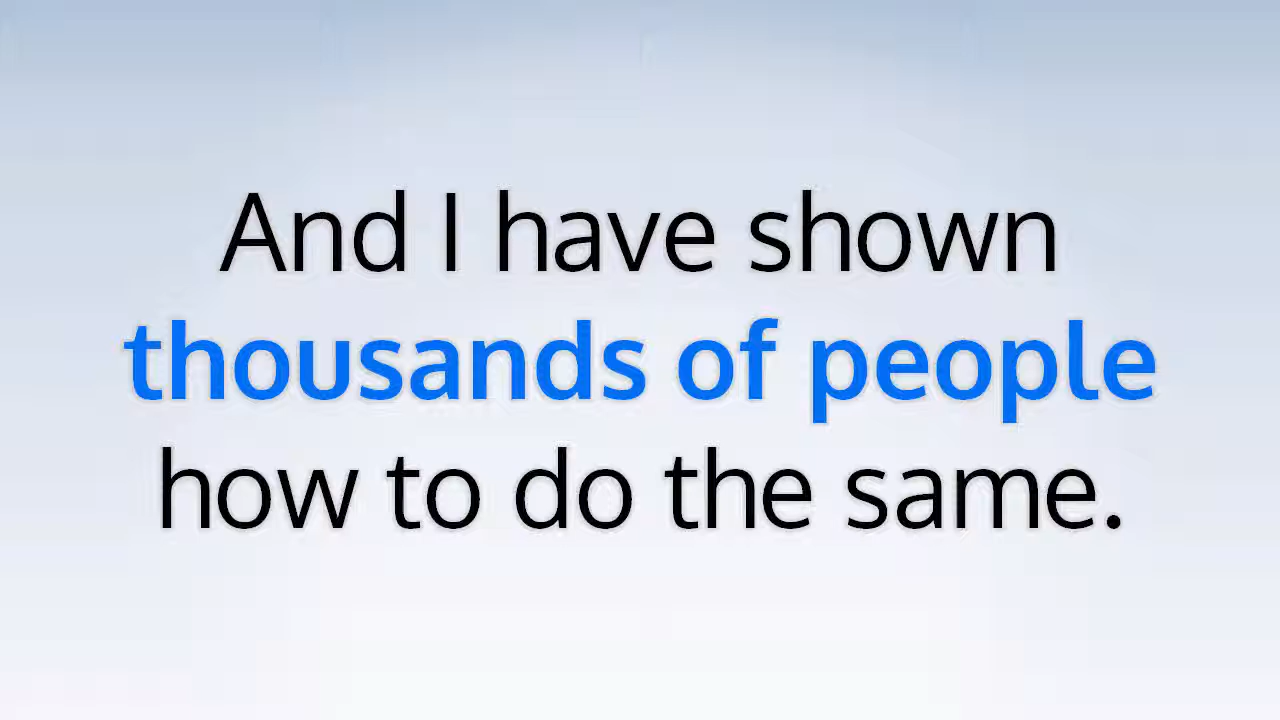 And I have shown
thousands of people
how to do the same.